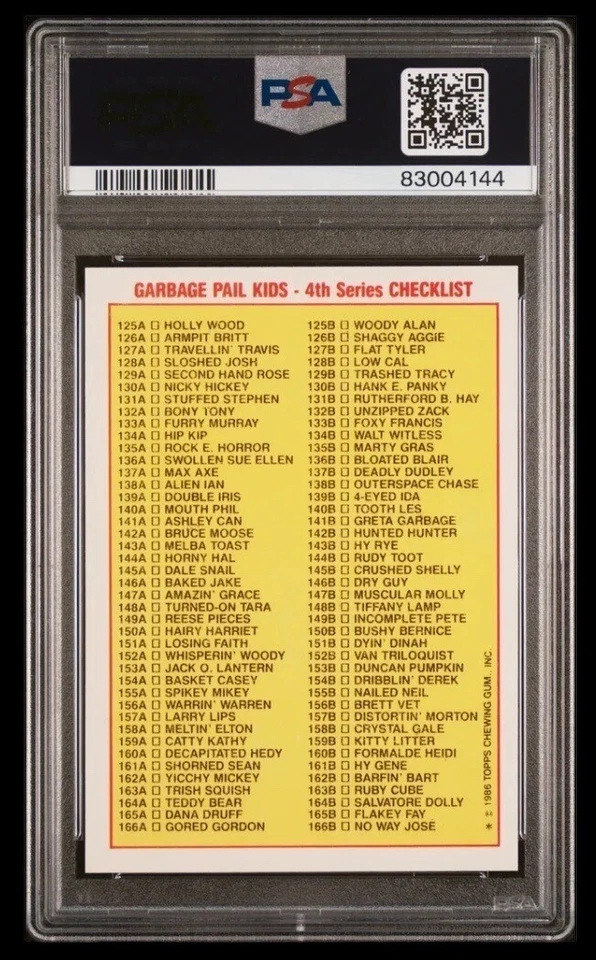 PSA
83004144
GARBAGE PAIL KIDS - 4th Series CHECKLIST
125A HOLLY WOOD 125B WOODY ALAN
126A ARMPIT BRITT 126B SHAGGY AGGIE
127A TRAVELLIN' TRAVIS 127B FLAT TYLER
128A SLOSHED JOSH 128B LOW CAL
129A SECOND HAND ROSE 129B TRASHED TRACY
130A NICKY HICKEY 130B HANK E. PANKY
131A STUFFED STEPHEN 131B RUTHERFORD B. HAY
132A BONY TONY 132B UNZIPPED ZACK
133A FURRY MURRAY 133B FOXY FRANCIS
134A HIP KIP 134B WALT WITLESS
135A ROCK E. HORROR 135B MARTY GRAS
136A SWOLLEN SUE ELLEN 136B BLOATED BLAIR
137A MAX AXE 137B DEADLY DUDLEY
138A ALIEN IAN 138B OUTERSPACE CHASE
139A DOUBLE IRIS 139B 4-EYED IDA
140A MOUTH PHIL 140B TOOTH LES
141A ASHLEY CAN 141B GRETA GARBAGE
142A BRUCE MOOSE 142B HUNTED HUNTER
143A MELBA TOAST 143B HY RYE
144A HORNY HAL 144B RUDY TOOT
145A DALE SNAIL 145B CRUSHED SHELLY
146A BAKED JAKE 146B DRY GUY
147A AMAZIN' GRACE 147B MUSCULAR MOLLY
148A TURNED-ON TARA 148B TIFFANY LAMP
149A REESE PIECES 149B INCOMPLETE PETE
150A HAIRY HARRIET 150B BUSHY BERNICE
151A LOSING FAITH 151B DYIN' DINAH
152A WHISPERIN' WOODY 152B VAN TRILOQUIST
153A JACK O. LANTERN 153B DUNCAN PUMPKIN
154A BASKET CASEY 154B DRIBBLIN' DEREK
155A SPIKEY MIKEY 155B NAILED NEIL
156A WARRIN' WARREN 156B BRETT VET
157A LARRY LIPS 157B DISTORTIN' MORTON
158A MELTIN' ELTON 158B CRYSTAL GALE
159A CATTY KATHY 159B KITTY LITTER
160A DECAPITATED HEDY 160B FORMALDE HEIDI
161A SHORNED SEAN 161B HY GENE
162A YICCHY MICKEY 162B BARFIN' BART
163A TRISH SQUISH 163B RUBY CUBE
164A TEDDY BEAR 164B SALVATORE DOLLY
165A DANA DRUFF 165B FLAKEY FAY
166A GORED GORDON 166B NO WAY JOSÉ
* ** 1986 TOPPS CHEWING GUM, INC
PSA